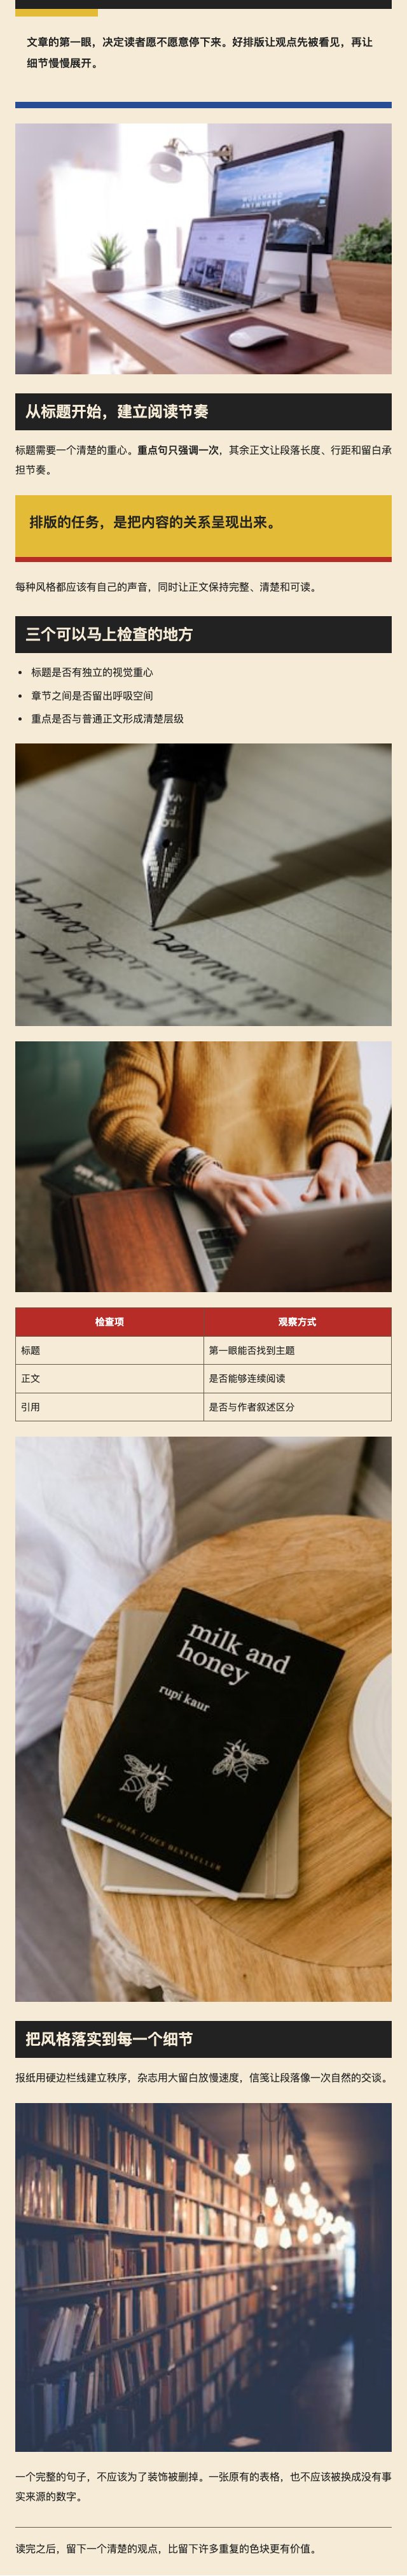 文章的第一眼，决定读者愿不愿意停下来。好排版让观点先被看见，再让
细节慢慢展开。
从标题开始，建立阅读节奏
标题需要一个清楚的重心。重点句只强调一次，其余正文让段落长度、行距和留白承
担节奏。
排版的任务，是把内容的关系呈现出来。
每种风格都应该有自己的声音，同时让正文保持完整、清楚和可读。
三个可以马上检查的地方
• 标题是否有独立的视觉重心
• 章节之间是否留出呼吸空间
• 重点是否与普通正文形成清楚层级
检查项 观察方式
标题 第一眼能否找到主题
正文 是否能够连续阅读
引用 是否与作者叙述区分
milk and
honey
rupi kaur
NEW YORK TIMES BESTSELLER
把风格落实到每一个细节
报纸用硬边栏线建立秩序，杂志用大留白放慢速度，信笺让段落像一次自然的交谈。
一个完整的句子，不应该为了装饰被删掉。一张原有的表格，也不应该被换成没有事
实来源的数字。
读完之后，留下一个清楚的观点，比留下许多重复的色块更有价值。